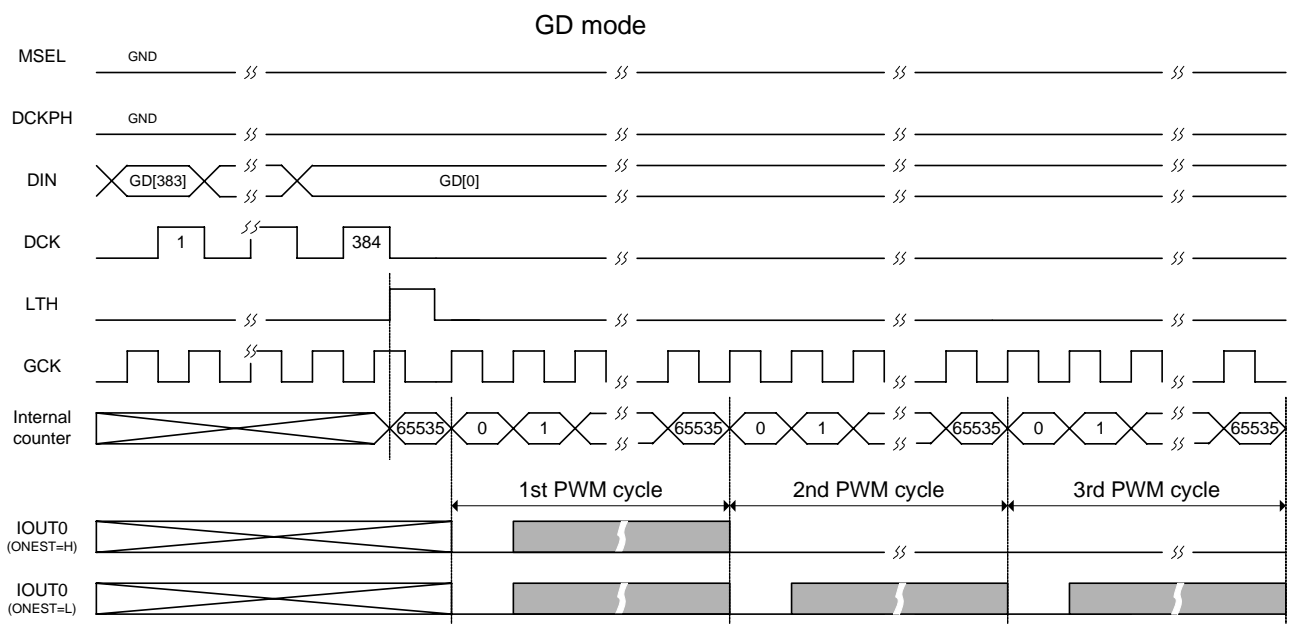 GD mode
MSEL GND
DCKPH GND
DIN GD[383] GD[0]
DCK 1 384
LTH
GCK
Internal
counter 65535 0 1 65535 0 1 65535 0 1 65535
1st PWM cycle 2nd PWM cycle 3rd PWM cycle
IOUT0
(ONEST=H)
IOUT0
(ONEST=L)